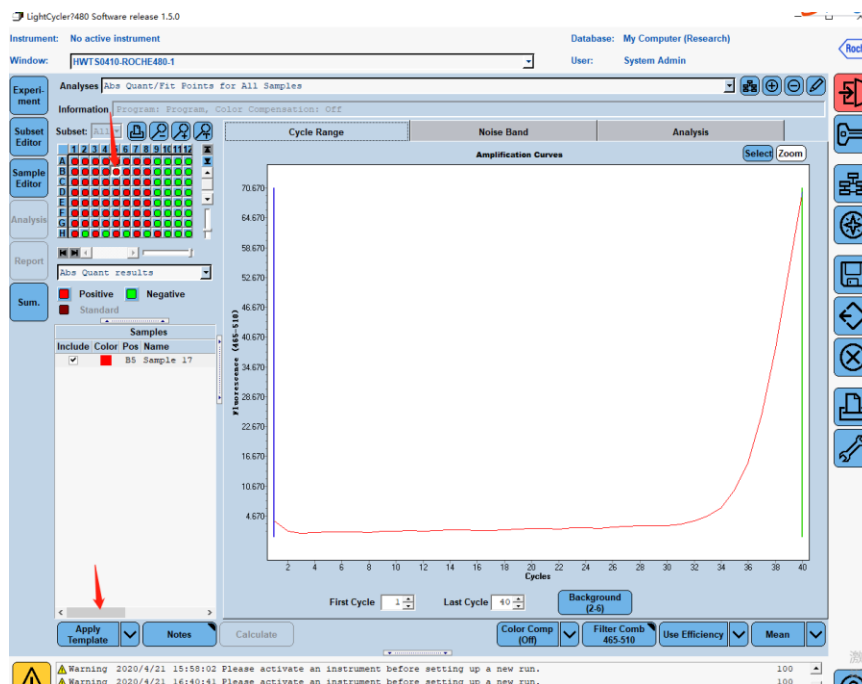 LightCycler?480 Software release 1.5.0
Instrument: No active instrument Database: My Computer (Research)
Window: HWTS0410-ROCHE480-1 User: System Admin
Roch
Experi-
ment
Analyses Abs Quant/Fit Points for All Samples
Information Program: Program, Color Compensation: Off
Subset
Editor
Subset: All
Cycle Range Noise Band Analysis
1 2 3 4 5 6 7 8 9 10 11 12
Amplification Curves
Select Zoom
A
B
C
D
E
F
G
H
Sample
Editor
Analysis
Report
Sum.
Abs Quant results
Positive Negative
Standard
Samples
Include Color Pos Name
B5 Sample 17
Fluorescence (465-510)
70.670
64.670
58.670
52.670
46.670
40.670
34.670
28.670
22.670
16.670
10.670
4.670
2 4 6 8 10 12 14 16 18 20 22 24 26 28 30 32 34 36 38 40
Cycles
First Cycle 1 Last Cycle 40 Background
(2-6)
Apply
Template
Notes
Calculate
Color Comp
(Off)
Filter Comb
465-510
Use Efficiency
Mean
Warning 2020/4/21 15:58:02 Please activate an instrument before setting up a new run. 100
Warning 2020/4/21 16:40:41 Please activate an instrument before setting up a new run. 100